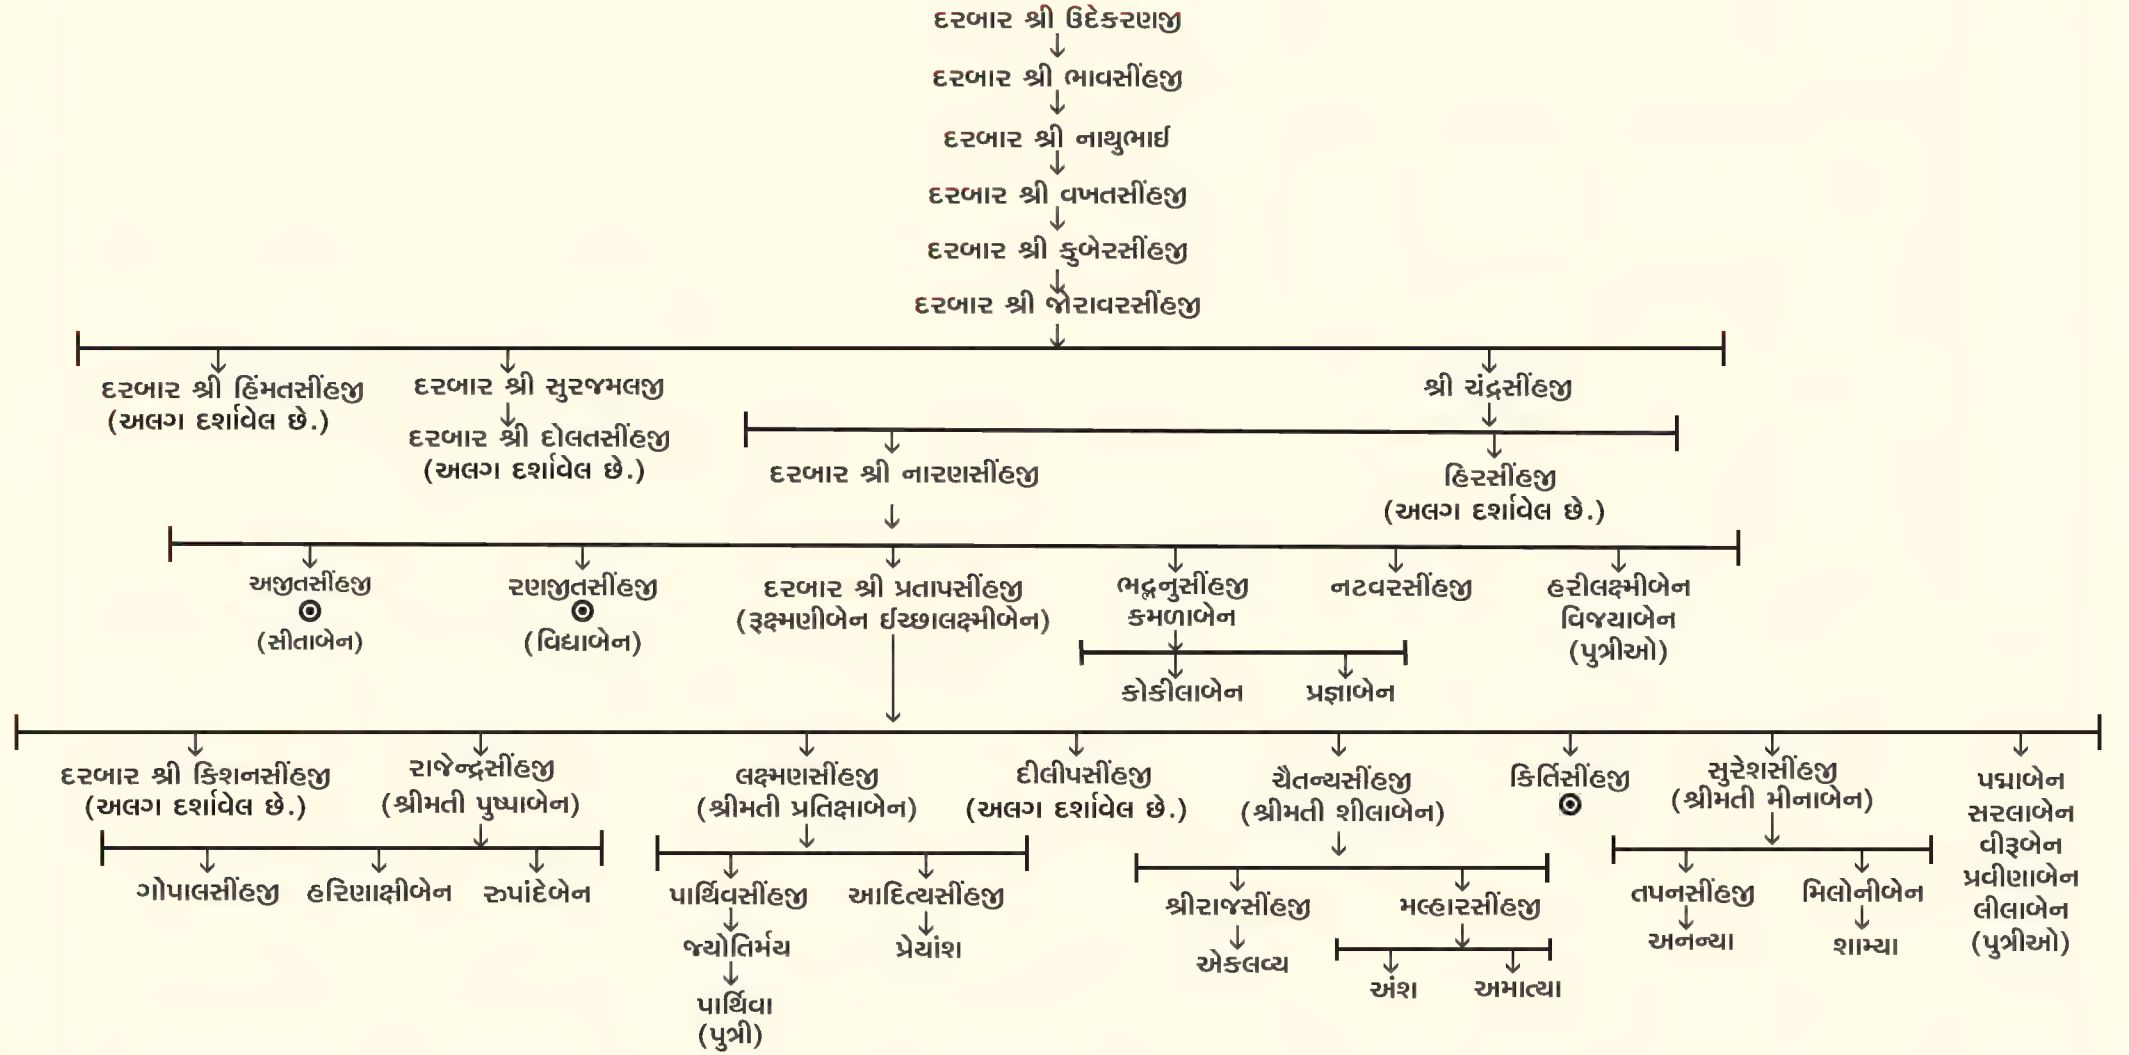 દરબાર શ્રી ઉદેકરણજી
દરબાર શ્રી ભાવસીંહજી
દરબાર શ્રી નાથુભાઈ
દરબાર શ્રી વખતસીંહજી
દરબાર શ્રી કુબેરસીંહજી
દરબાર શ્રી જોરાવરસીંહજી
દરબાર શ્રી હિંમતસીંહજી
(અલગ દર્શાવેલ છે.)
દરબાર શ્રી સુરજમલજી
દરબાર શ્રી દોલતસીંહજી
(અલગ દર્શાવેલ છે.)
શ્રી ચંદ્રસીંહજી
દરબાર શ્રી નારણસીંહજી
હિરસીંહજી
(અલગ દર્શાવેલ છે.)
અજીતસીંહજી
(સીતાબેન)
રણજીતસીંહજી
(વિદ્યાબેન)
દરબાર શ્રી પ્રતાપસીંહજી
(રૂક્ષ્મણીબેન ઈચ્છાલક્ષ્મીબેન)
કમળાબેન
કોકીલાબેન
પ્રજ્ઞાબેન
નટવરસીંહજી
હરીલક્ષ્મીબેન
વિજયાબેન
(પુત્રીઓ)
દરબાર શ્રી કિશનસીંહજી
(અલગ દર્શાવેલ છે.)
રાજેન્દ્રસીંહજી
(શ્રીમતી પુષ્પાબેન)
ગોપાલસીંહજી
હરિણાક્ષીબેન
રુપાંદેબેન
લક્ષ્મણસીંહજી
(શ્રીમતી પ્રતિક્ષાબેન)
પાર્થિવસીંહજી
જ્યોતિર્મય
પાર્થિવા
(પુત્રી)
આદિત્યસીંહજી
પ્રેયાંશ
દીલીપસીંહજી
(અલગ દર્શાવેલ છે.)
ચૈતન્યસીંહજી
(શ્રીમતી શીલાબેન)
શ્રીરાજસીંહજી
એકલવ્ય
મલ્હારસીંહજી
અંશ
અમાત્યા
કિર્તિસીંહજી
સુરેશસીંહજી
(શ્રીમતી મીનાબેન)
તપનસીંહજી
અનન્યા
મિલોનીબેન
શામ્યા
પદ્માબેન
સરલાબેન
વીરૂબેન
પ્રવીણાબેન
લીલાબેન
(પુત્રીઓ)